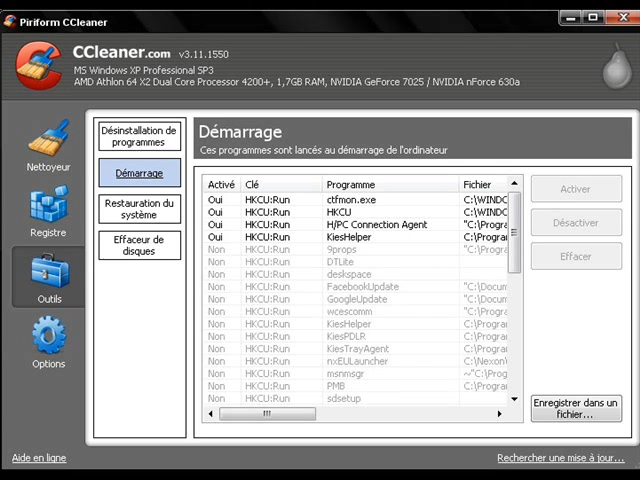 Piriform CCleaner
CCleaner.com v3.11.1550
MS Windows XP Professional SP3
AMD Athlon 64 X2 Dual Core Processor 4200+, 1,7GB RAM, NVIDIA GeForce 7025 / NVIDIA nForce 630a
Nettoyeur
Registre
Outils
Options
Désinstallation de
programmes
Démarrage
Restauration du
système
Effaceur de
disques
Démarrage
Ces programmes sont lancés au démarrage de l'ordinateur
Activé Clé Programme Fichier
Oui HKCU:Run ctfmon.exe C:\WINDO
Oui HKCU:Run HKCU C:\WINDO
Oui HKCU:Run H/PC Connection Agent "C:\Progra
Oui HKCU:Run KiesHelper C:\Progran
Non HKCU:Run 9props "C:\Progra
Non HKCU:Run DTLite
Non HKCU:Run deskspace
Non HKCU:Run FacebookUpdate "C:\Docum
Non HKCU:Run GoogleUpdate "C:\Docum
Non HKCU:Run wcescomm "C:\Progra
Non HKCU:Run KiesHelper C:\Progran
Non HKCU:Run KiesPDLR C:\Progran
Non HKCU:Run KiesTrayAgent C:\Progran
Non HKCU:Run nxEULauncher C:\Nexon\
Non HKCU:Run msnmsgr ~"C:\Prog
Non HKCU:Run PMB C:\Progran
Non HKCU:Run sdsetup
Activer
Désactiver
Effacer
Enregistrer dans un
fichier...
Aide en ligne
Rechercher une mise à jour...